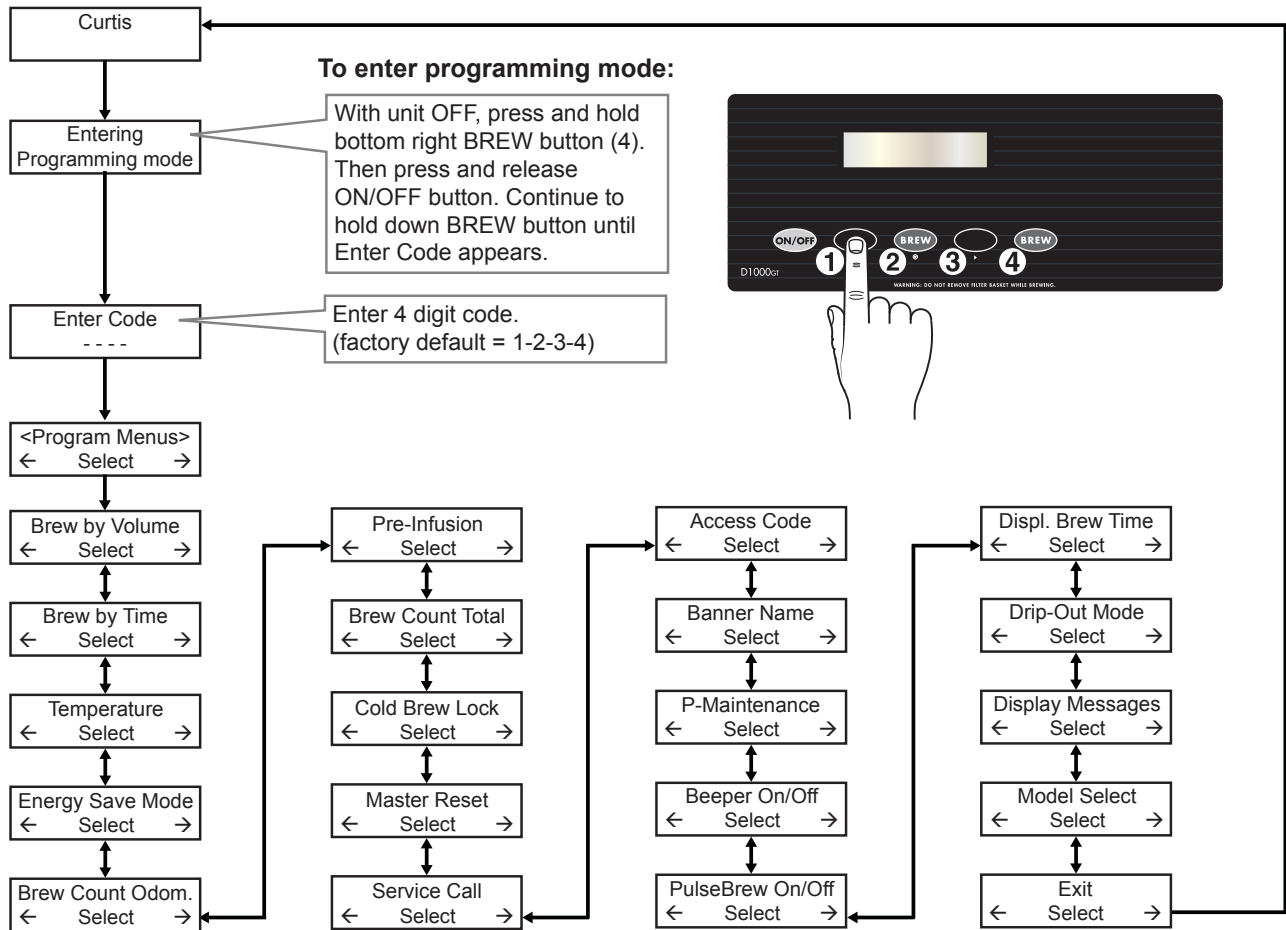 Curtis
To enter programming mode:
Entering
Programming mode
With unit OFF, press and hold
bottom right BREW button (4).
Then press and release
ON/OFF button. Continue to
hold down BREW button until
Enter Code appears.
ON/OFF
BREW
BREW
1
2
3
4
D1000GT
WARNING: DO NOT REMOVE FILTER BASKET WHILE BREWING.
Enter Code
- - - -
Enter 4 digit code.
(factory default = 1-2-3-4)
<Program Menus>
← Select →
Brew by Volume
← Select →
Brew by Time
← Select →
Temperature
← Select →
Energy Save Mode
← Select →
Brew Count Odom.
← Select →
Pre-Infusion
← Select →
Brew Count Total
← Select →
Cold Brew Lock
← Select →
Master Reset
← Select →
Service Call
← Select →
Access Code
← Select →
Banner Name
← Select →
P-Maintenance
← Select →
Beeper On/Off
← Select →
PulseBrew On/Off
← Select →
Displ. Brew Time
← Select →
Drip-Out Mode
← Select →
Display Messages
← Select →
Model Select
← Select →
Exit
← Select →